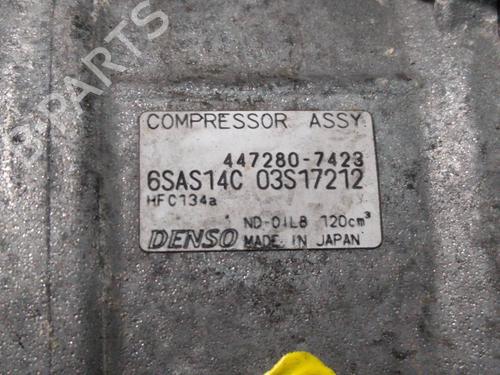 B-PARTS
COMPRESSOR ASSY
447280-7423
6SAS14C 03S17212
HFC134a
ND-OIL8 120cm³
DENSO MADE IN JAPAN